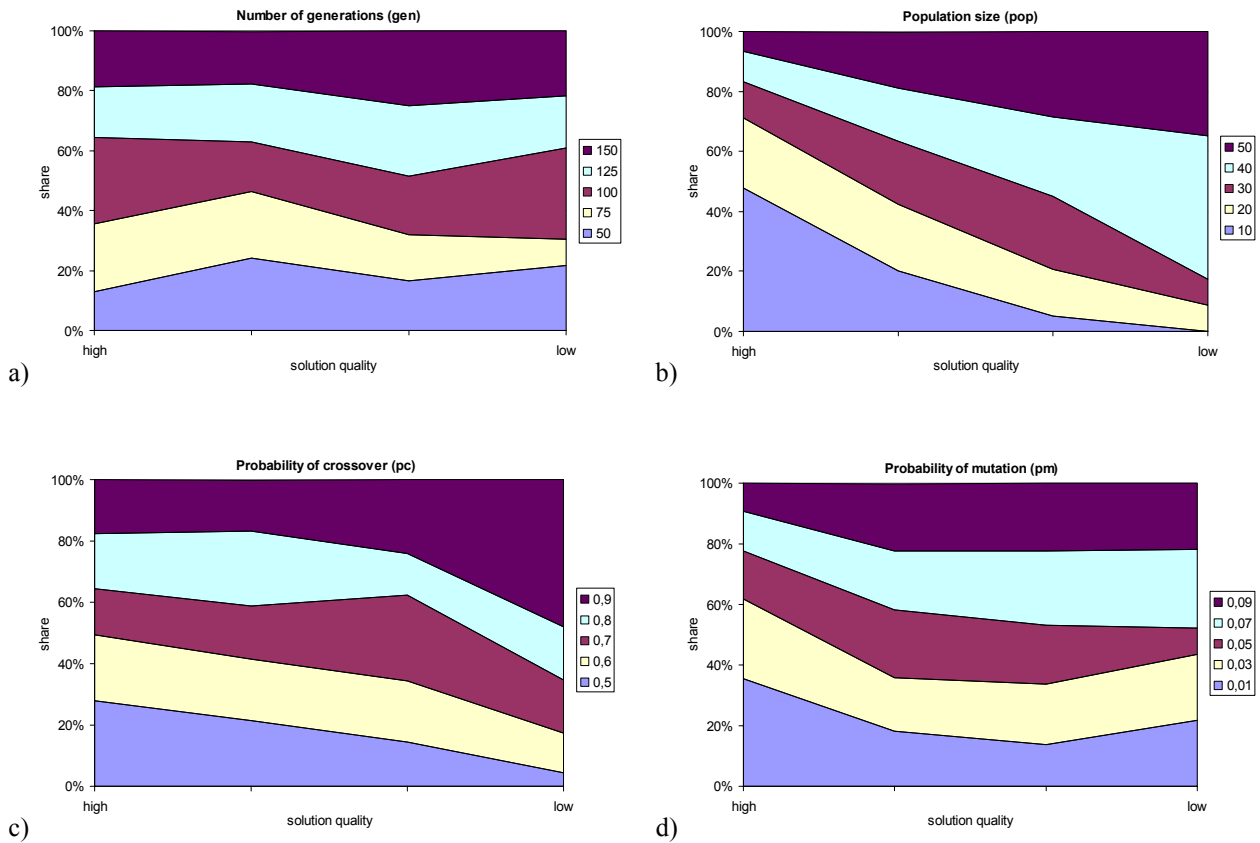 Number of generations (gen)
100%
80%
60%
40%
20%
0%
share
high
low
solution quality
150
125
100
75
50
a)
Population size (pop)
100%
80%
60%
40%
20%
0%
share
high
low
solution quality
50
40
30
20
10
b)
Probability of crossover (pc)
100%
80%
60%
40%
20%
0%
share
high
low
solution quality
0,9
0,8
0,7
0,6
0,5
c)
Probability of mutation (pm)
100%
80%
60%
40%
20%
0%
share
high
low
solution quality
0,09
0,07
0,05
0,03
0,01
d)